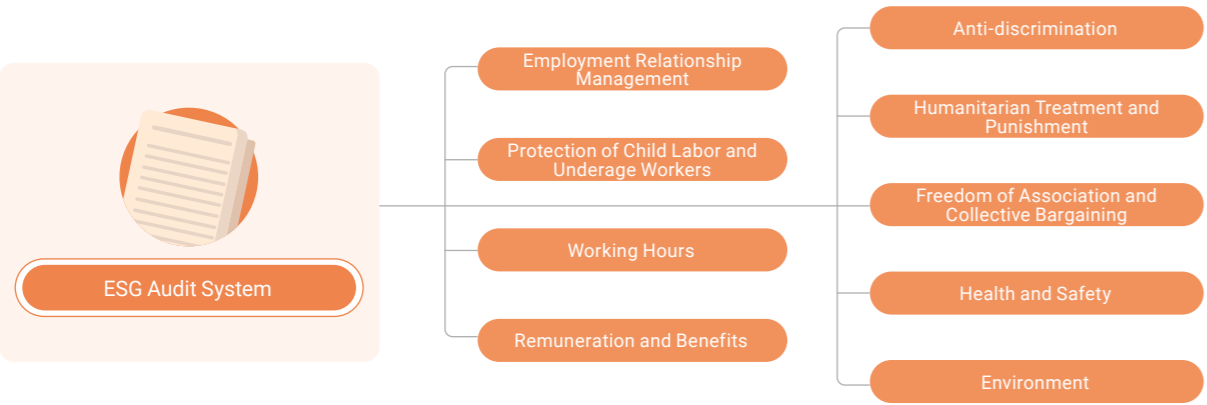 ESG Audit System
Employment Relationship
Management
Protection of Child Labor and
Underage Workers
Working Hours
Remuneration and Benefits
Anti-discrimination
Humanitarian Treatment and
Punishment
Freedom of Association and
Collective Bargaining
Health and Safety
Environment